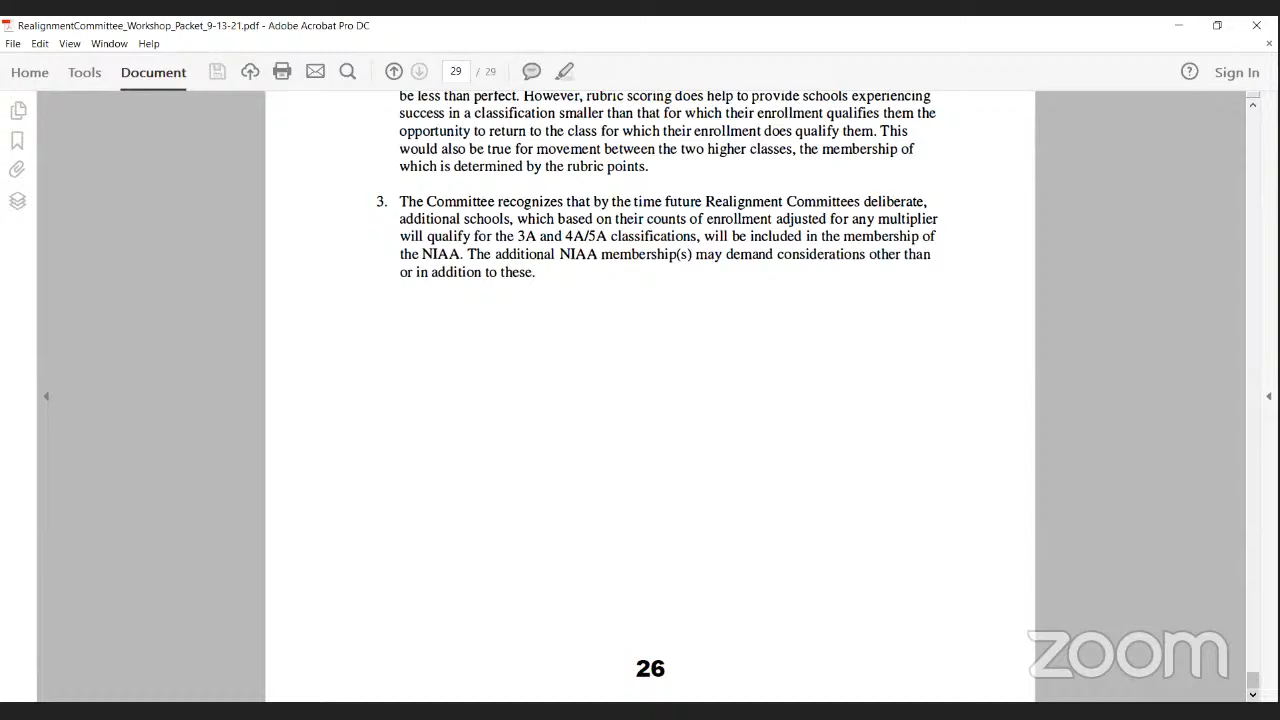 RealignmentCommittee_Workshop_Packet_9-13-21.pdf - Adobe Acrobat Pro DC
File Edit View Window Help
Home Tools Document 29 / 29 Sign In
be less than perfect. However, rubric scoring does help to provide schools experiencing
success in a classification smaller than that for which their enrollment qualifies them the
opportunity to return to the class for which their enrollment does qualify them. This
would also be true for movement between the two higher classes, the membership of
which is determined by the rubric points.
3. The Committee recognizes that by the time future Realignment Committees deliberate,
additional schools, which based on their counts of enrollment adjusted for any multiplier
will qualify for the 3A and 4A/5A classifications, will be included in the membership of
the NIAA. The additional NIAA membership(s) may demand considerations other than
or in addition to these.
26
zoom